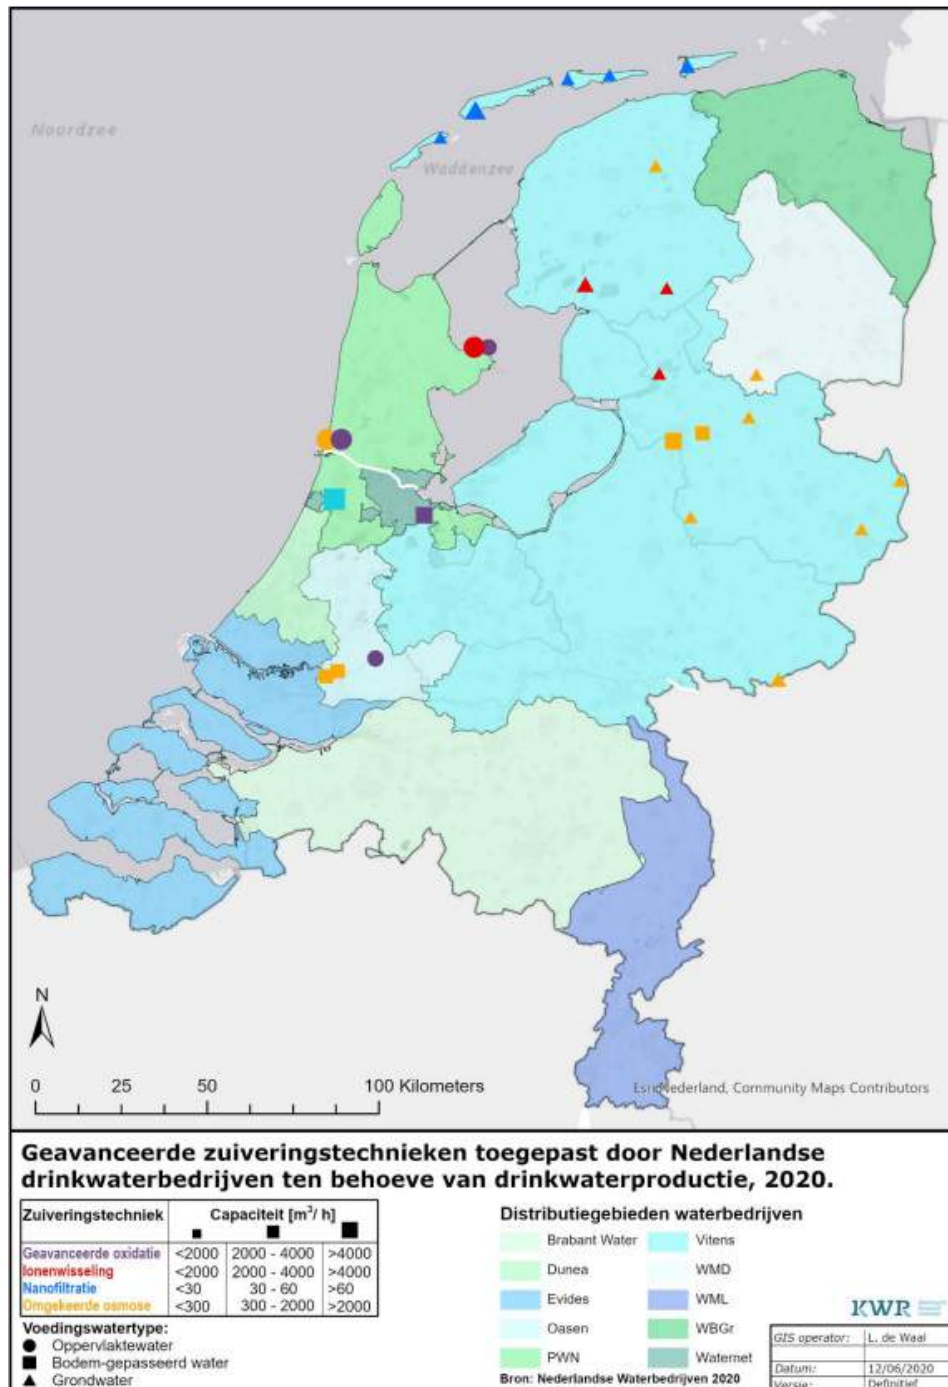 Noordzee
Waddenzee
N
0 25 50 100 Kilometers
Esri Nederland, Community Maps Contributors
Geavanceerde zuiveringstechnieken toegepast door Nederlandse
drinkwaterbedrijven ten behoeve van drinkwaterproductie, 2020.
Zuiveringstechniek Capaciteit [m³/ h]
Geavanceerde oxidatie <2000 2000 - 4000 >4000
Ionenwisseling <2000 2000 - 4000 >4000
Nanofiltratie <30 30 - 60 >60
Omgekeerde osmose <300 300 - 2000 >2000
Voedingswatertype:
Oppervlaktewater
Bodem-gepasseerd water
Grondwater
Distributiegebieden waterbedrijven
Brabant Water Vitens
Dunea WMD
Evides WML
Oasen WBGr
PWN Waternet
Bron: Nederlandse Waterbedrijven 2020
KWR
GIS operator: L. de Waal
Datum: 12/06/2020
Versie: Definitief